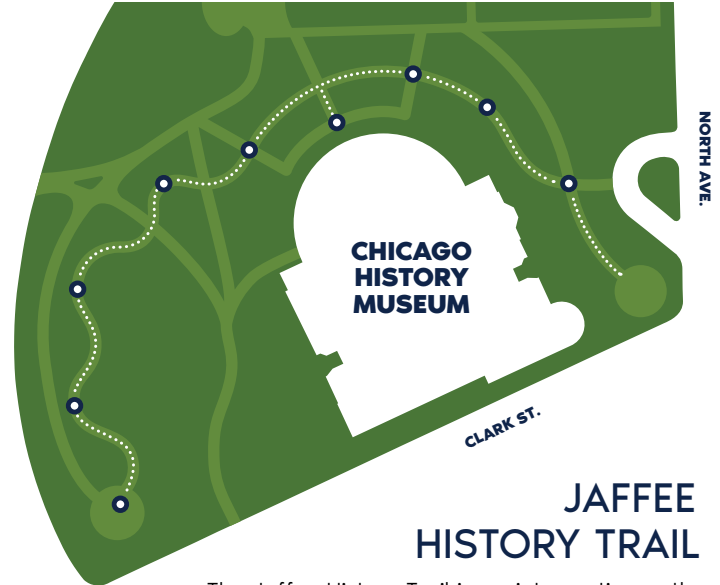 NORTH AVE.
CHICAGO
HISTORY
MUSEUM
CLARK ST.
JAFFEE
HISTORY TRAIL